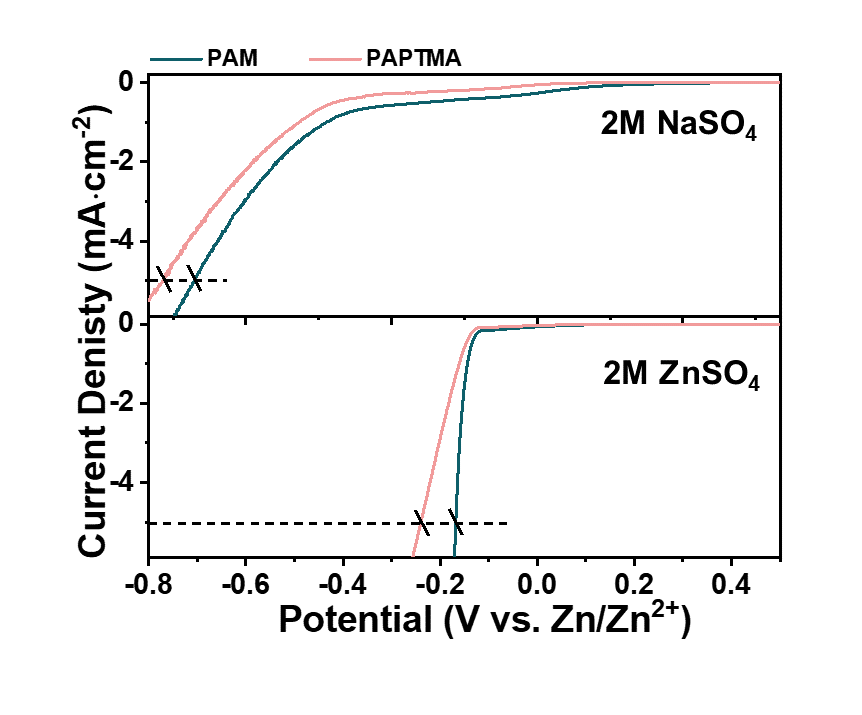 PAM PAPTMA
0
2M NaSO₄
-2
-4
0
2M ZnSO₄
-2
-4
Current Denisty (mA·cm⁻²)
-0.8 -0.6 -0.4 -0.2 0.0 0.2 0.4
Potential (V vs. Zn/Zn²⁺)